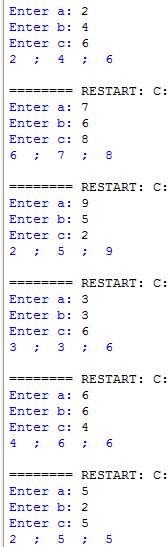 Enter a: 2
Enter b: 4
Enter c: 6
2  ;  4  ;  6
======== RESTART: C:
Enter a: 7
Enter b: 6
Enter c: 8
6  ;  7  ;  8
======== RESTART: C:
Enter a: 9
Enter b: 5
Enter c: 2
2  ;  5  ;  9
======== RESTART: C:
Enter a: 3
Enter b: 3
Enter c: 6
3  ;  3  ;  6
======== RESTART: C:
Enter a: 6
Enter b: 6
Enter c: 4
4  ;  6  ;  6
======== RESTART: C:
Enter a: 5
Enter b: 2
Enter c: 5
2  ;  5  ;  5